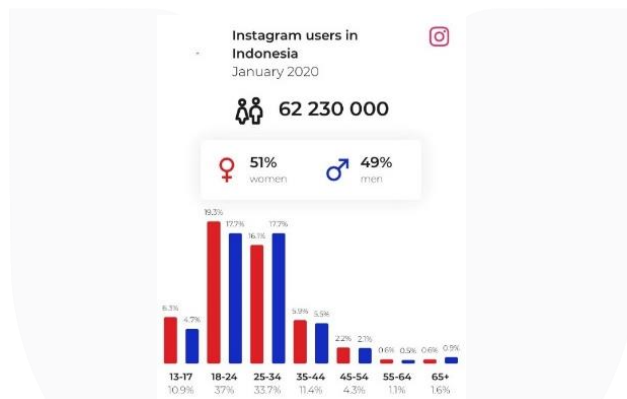 Instagram users in
Indonesia
January 2020
62 230 000
51%
women
49%
men
19.3%
17.7%
16.1%
17.7%
6.3%
4.7%
5.9%
5.5%
2.2%
2.1%
0.6%
0.5%
0.6%
0.9%
13-17 18-24 25-34 35-44 45-54 55-64 65+
10.9% 37% 33.7% 11.4% 4.3% 1.1% 1.6%